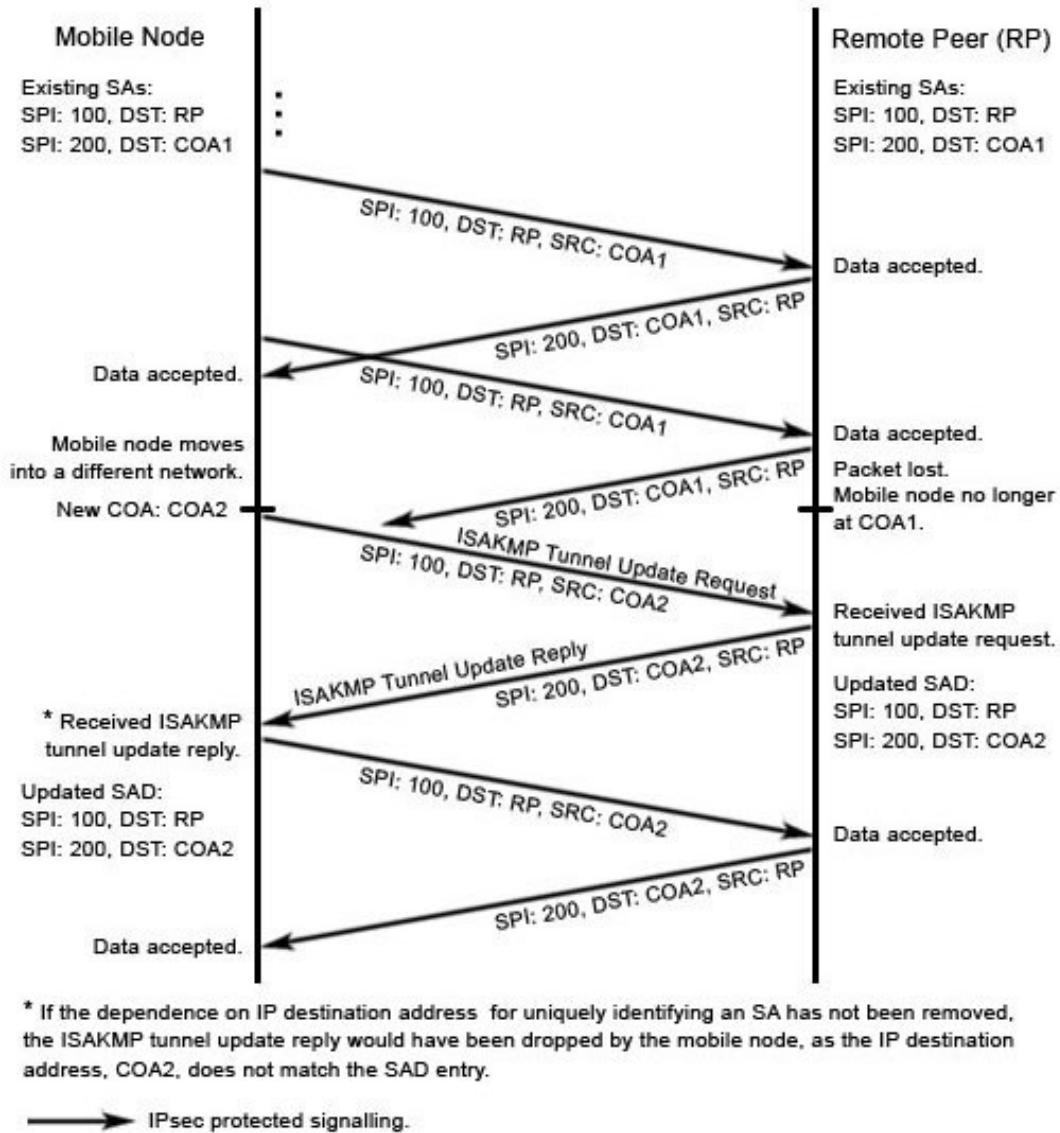 Mobile Node
Remote Peer (RP)
Existing SAs:
SPI: 100, DST: RP
SPI: 200, DST: COA1
Existing SAs:
SPI: 100, DST: RP
SPI: 200, DST: COA1
SPI: 100, DST: RP, SRC: COA1
Data accepted.
SPI: 200, DST: COA1, SRC: RP
Data accepted.
SPI: 100, DST: RP, SRC: COA1
Data accepted.
Mobile node moves
into a different network.
Packet lost.
Mobile node no longer
at COA1.
SPI: 200, DST: COA1, SRC: RP
New COA: COA2
ISAKMP Tunnel Update Request
SPI: 100, DST: RP, SRC: COA2
Received ISAKMP
tunnel update request.
ISAKMP Tunnel Update Reply
SPI: 200, DST: COA2, SRC: RP
Updated SAD:
SPI: 100, DST: RP
SPI: 200, DST: COA2
* Received ISAKMP
tunnel update reply.
Updated SAD:
SPI: 100, DST: RP
SPI: 200, DST: COA2
SPI: 100, DST: RP, SRC: COA2
Data accepted.
SPI: 200, DST: COA2, SRC: RP
Data accepted.
* If the dependence on IP destination address for uniquely identifying an SA has not been removed,
the ISAKMP tunnel update reply would have been dropped by the mobile node, as the IP destination
address, COA2, does not match the SAD entry.
IPsec protected signalling.